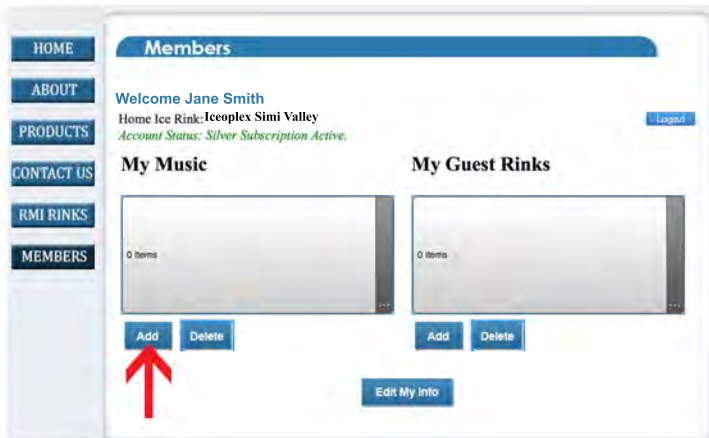 HOME
ABOUT
PRODUCTS
CONTACT US
RMI RINKS
MEMBERS
Members
Welcome Jane Smith
Home Ice Rink: Iceoplex Simi Valley
Account Status: Silver Subscription Active.
Logout
My Music
0 items
...
Add Delete
My Guest Rinks
0 items
...
Add Delete
Edit My Info